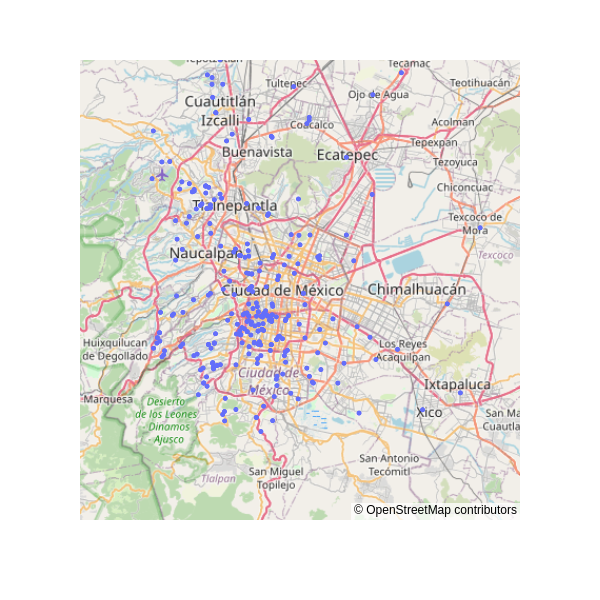 Tecamac
Tultepec
Teotihuacán
Ojo de Agua
Cuautitlán
Izcalli
Coacalco
Acolman
Tepexpan
Buenavista
Ecatepec
Tezoyuca
Chiconcuac
Tlalnepantla
Texcoco de
Mora
Naucalpan
Texcoco
Ciudad de México
Chimalhuacán
Huixquilucan
de Degollado
Los Reyes
Acaquilpan
Ciudad de
México
Ixtapaluca
Marquesa
Desierto
de los Leones
Dinamos
Ajusco
Xico
San Ma
Cuautla
San Antonio
Tecómitl
San Miguel
Topilejo
Tlalpan
© OpenStreetMap contributors